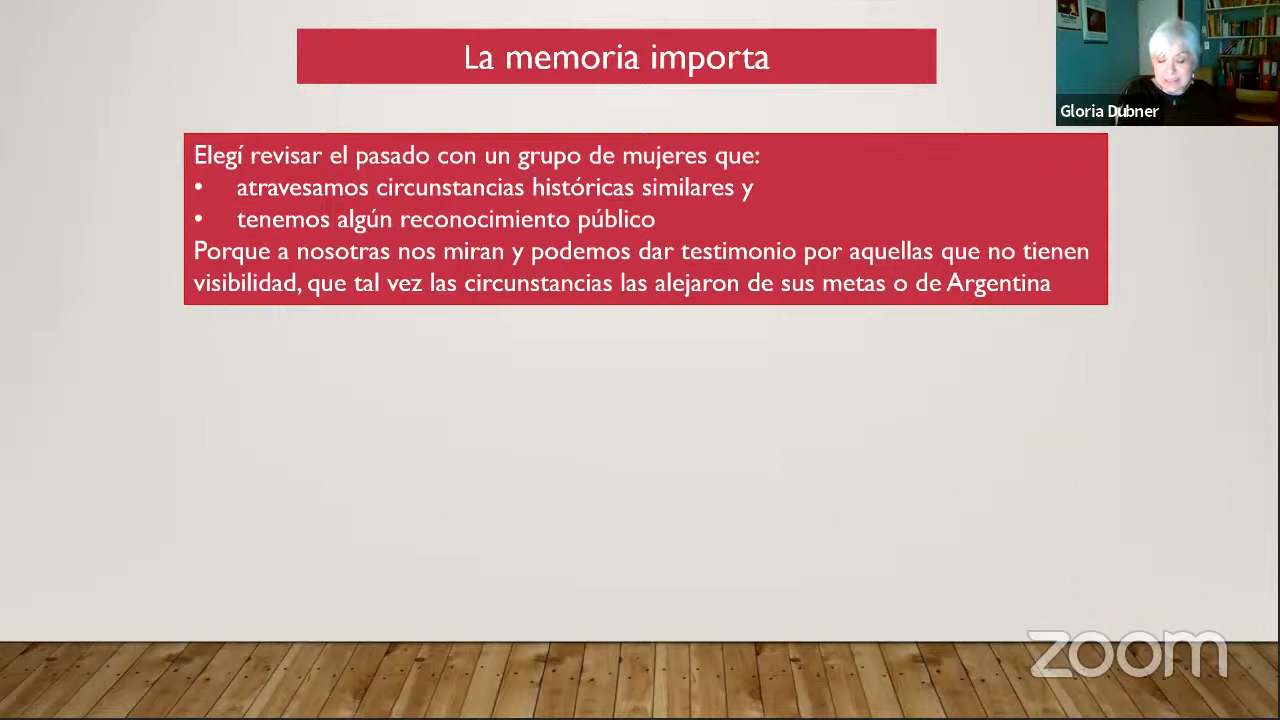 La memoria importa
Gloria Dubner
Elegí revisar el pasado con un grupo de mujeres que:
• atravesamos circunstancias históricas similares y
• tenemos algún reconocimiento público
Porque a nosotras nos miran y podemos dar testimonio por aquellas que no tienen
visibilidad, que tal vez las circunstancias las alejaron de sus metas o de Argentina
zoom